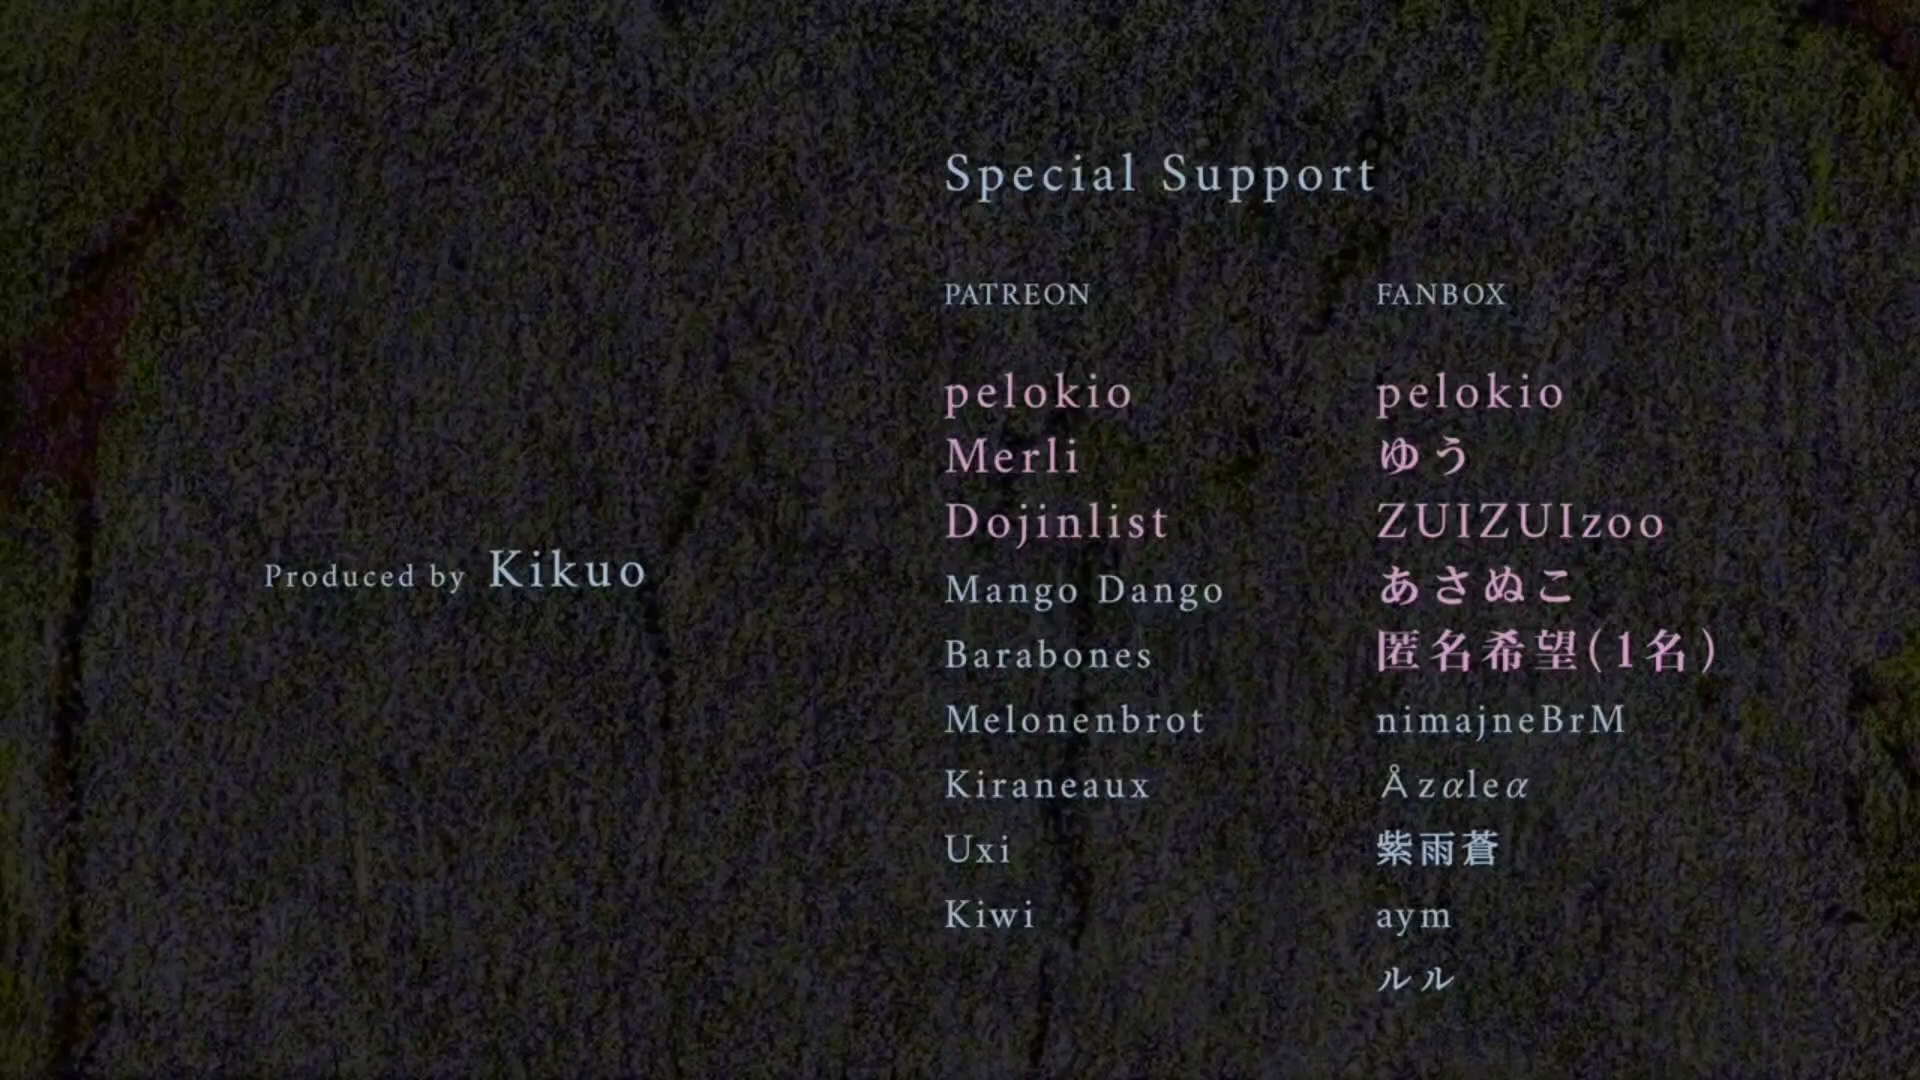 Produced by Kikuo
Special Support
PATREON
pelokio
Merli
Dojinlist
Mango Dango
Barabones
Melonenbrot
Kiraneaux
Uxi
Kiwi
FANBOX
pelokio
ゆう
ZUIZUIzoo
あさぬこ
匿名希望(1名)
nimajneBrM
Åzαleα
紫雨蒼
aym
ルル